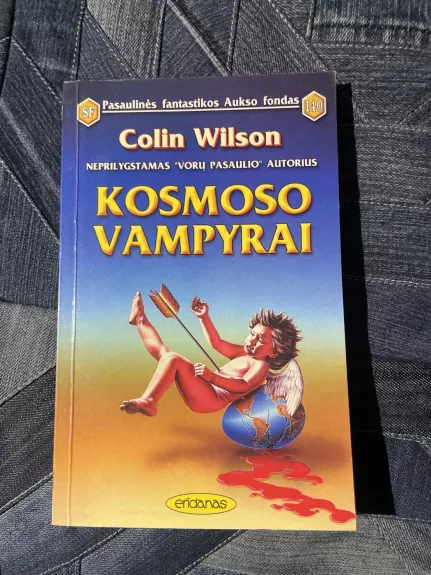 SF Pasaulinės fantastikos Aukso fondas 140
Colin Wilson
NEPRILYGSTAMAS "VORŲ PASAULIO" AUTORIUS
KOSMOSO
VAMPYRAI
eridanas